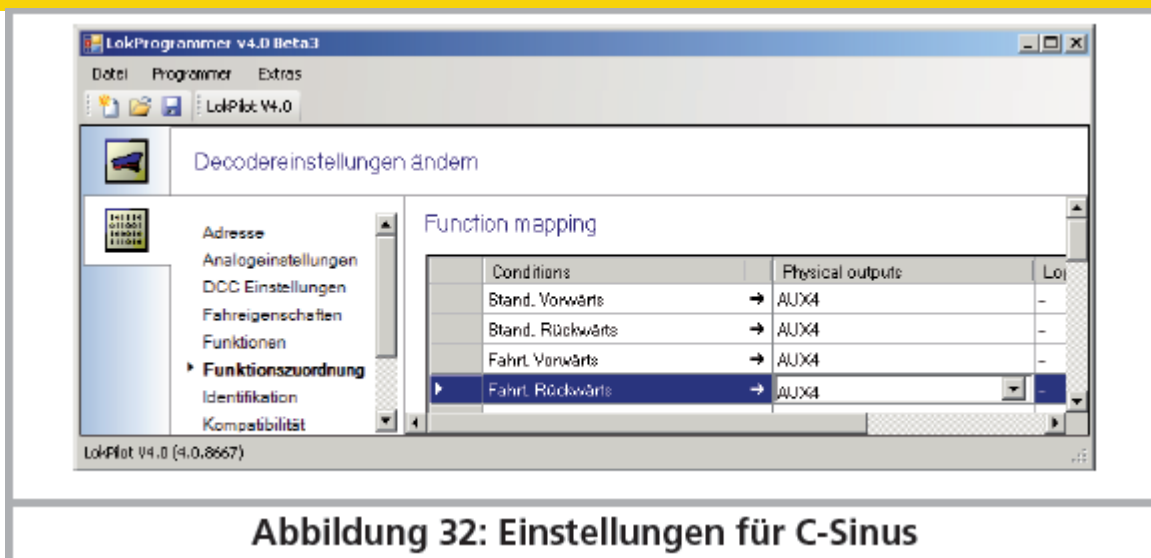 LokProgrammer v4.0 Beta3
Datei Programmer Extras
LokPilot V4.0
Decodereinstellungen ändern
Adresse
Analogeinstellungen
DCC Einstellungen
Fahreigenschaften
Funktionen
Funktionszuordnung
Identifikation
Kompatibilität
Function mapping
Conditions Physical outputs Lo
Stand, Vorwärts → AUX4 -
Stand, Rückwärts → AUX4 -
Fahrt, Vorwärts → AUX4 -
Fahrt, Rückwärts → AUX4 -
LokPilot V4.0 (4.0.8667)
Abbildung 32: Einstellungen für C-Sinus